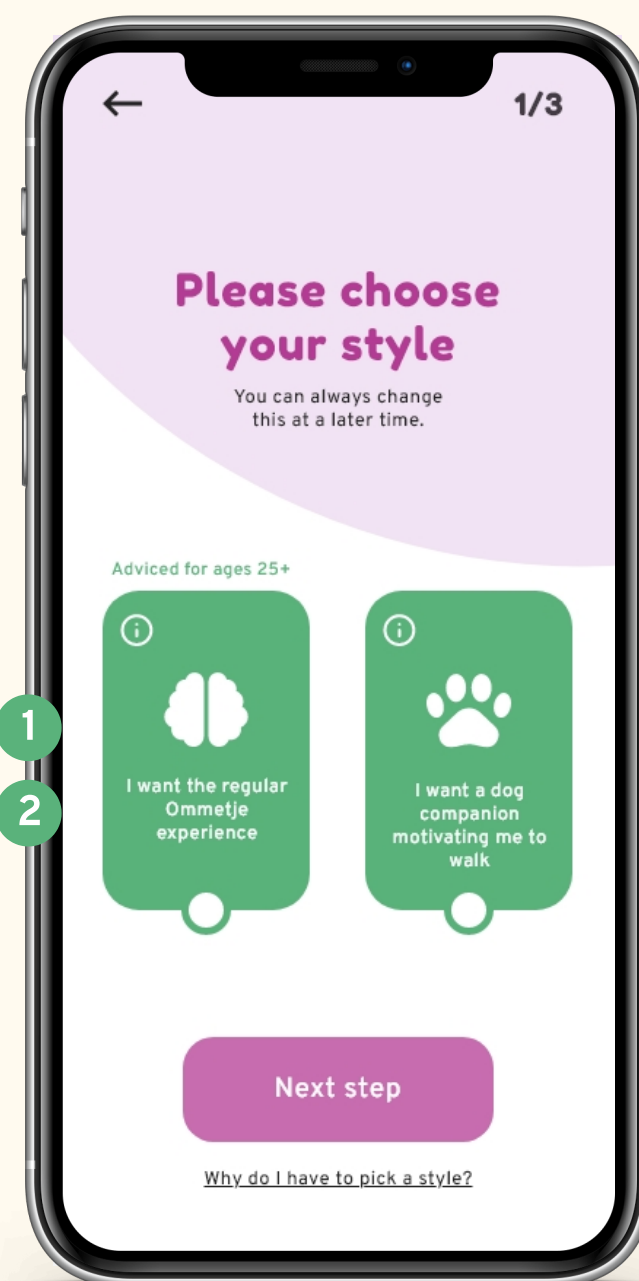 1/3
Please choose
your style
You can always change
this at a later time.
Adviced for ages 25+
1
2
I want the regular
Ommetje
experience
I want a dog
companion
motivating me to
walk
Next step
Why do I have to pick a style?